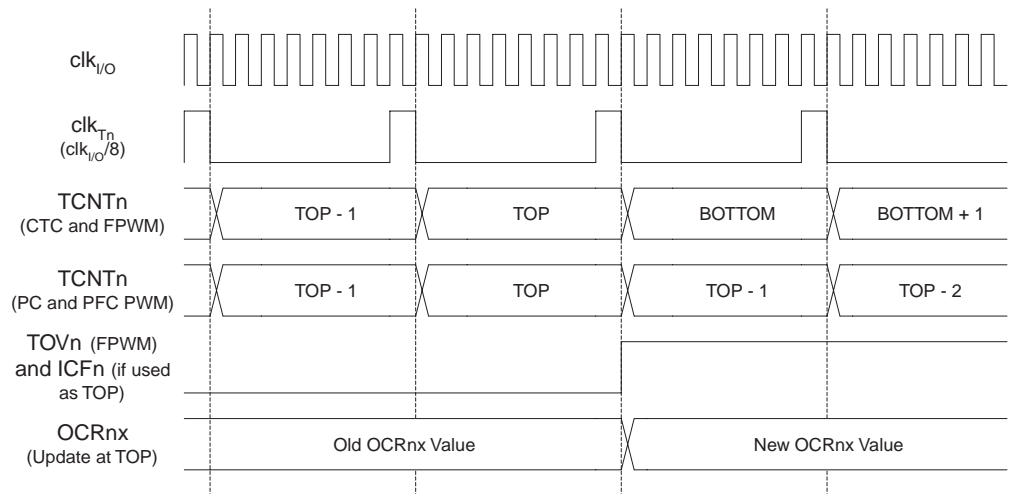 clkI/O
clkTn
(clkI/O/8)
TCNTn
(CTC and FPWM)
TOP - 1
TOP
BOTTOM
BOTTOM + 1
TCNTn
(PC and PFC PWM)
TOP - 1
TOP
TOP - 1
TOP - 2
TOVn (FPWM)
and ICFn (if used
as TOP)
OCRnx
(Update at TOP)
Old OCRnx Value
New OCRnx Value